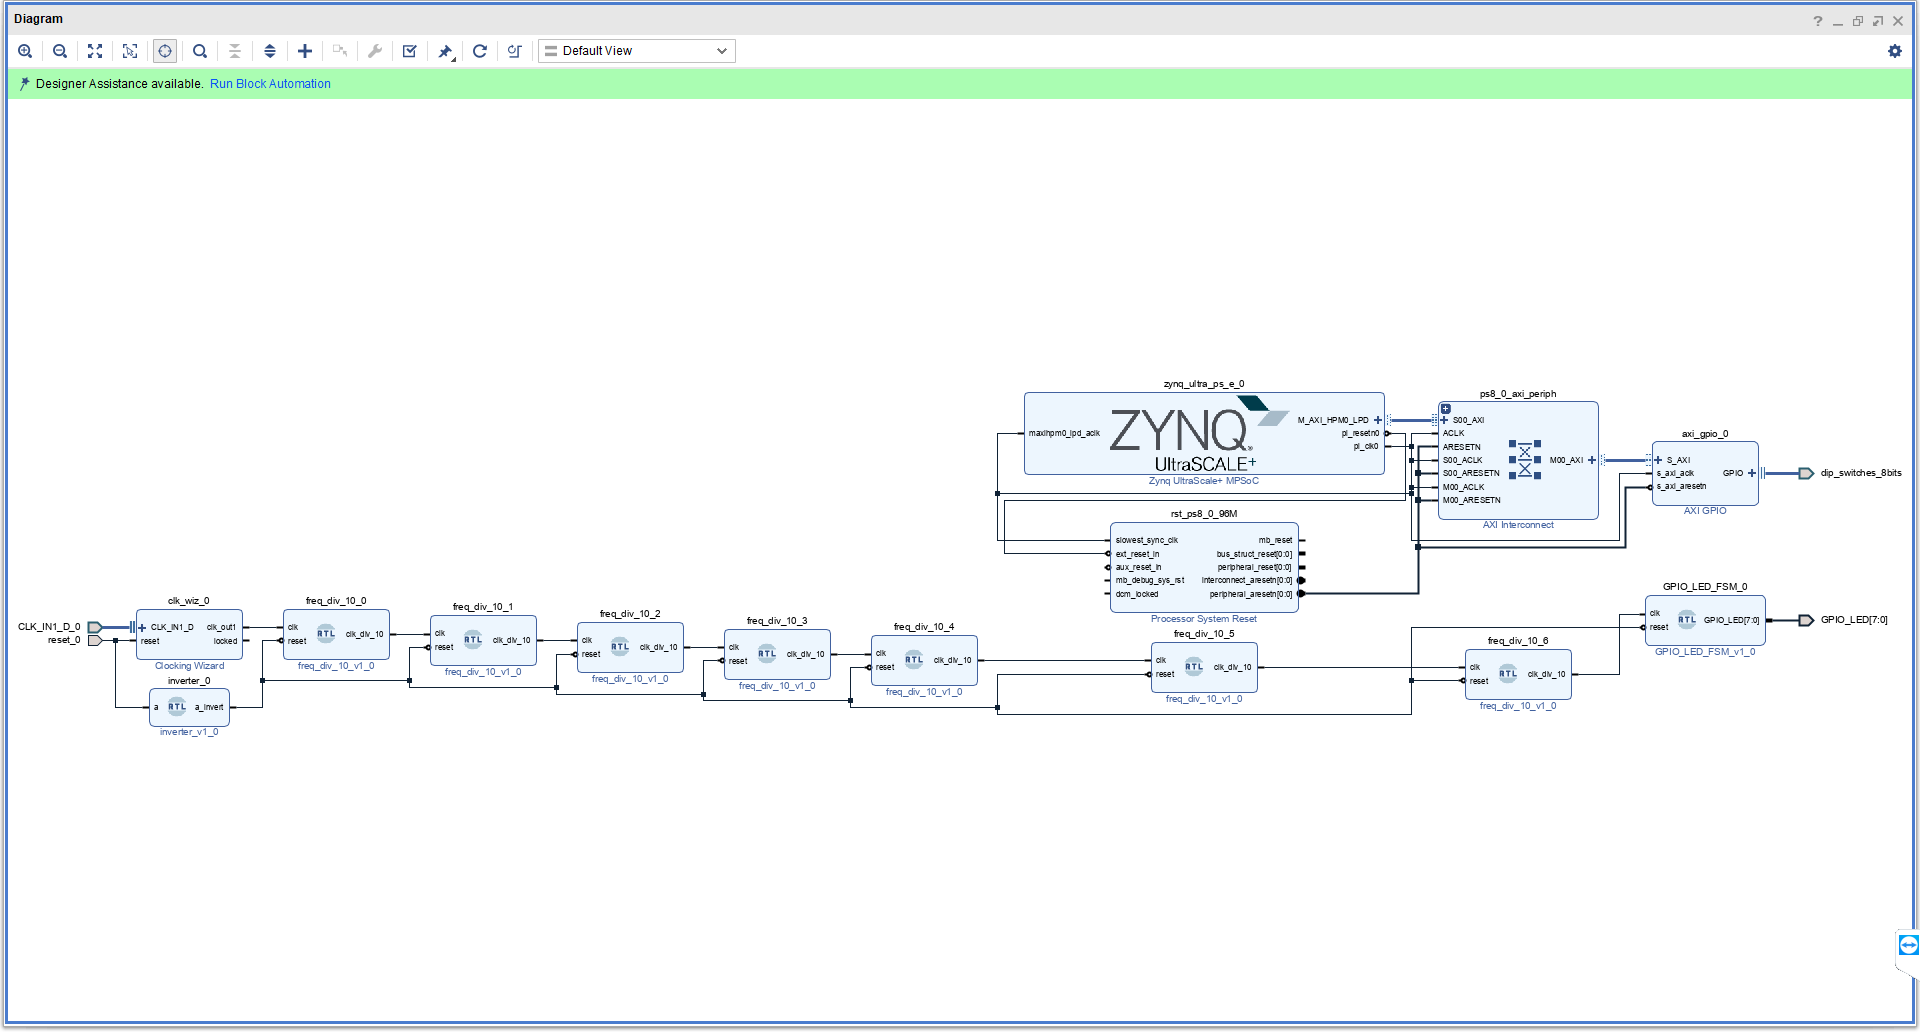 Diagram
Default View
Designer Assistance available. Run Block Automation
zynq_ultra_ps_e_0
maxihpm0_lpd_aclk
ZYNQ
UltraSCALE+
M_AXI_HPM0_LPD
pl_resetn0
pl_clk0
Zynq UltraScale+ MPSoC
ps8_0_axi_periph
S00_AXI
ACLK
ARESETN
S00_ACLK
S00_ARESETN
M00_ACLK
M00_ARESETN
M00_AXI
AXI Interconnect
axi_gpio_0
S_AXI
s_axi_aclk
s_axi_aresetn
GPIO
AXI GPIO
dip_switches_8bits
rst_ps8_0_96M
slowest_sync_clk
ext_reset_in
aux_reset_in
mb_debug_sys_rst
dcm_locked
mb_reset
bus_struct_reset[0:0]
peripheral_reset[0:0]
interconnect_aresetn[0:0]
peripheral_aresetn[0:0]
Processor System Reset
CLK_IN1_D_0
reset_0
clk_wiz_0
CLK_IN1_D
reset
clk_out1
locked
Clocking Wizard
inverter_0
a
RTL
a_invert
inverter_v1_0
freq_div_10_0
clk
reset
RTL
clk_div_10
freq_div_10_v1_0
freq_div_10_1
clk
reset
RTL
clk_div_10
freq_div_10_v1_0
freq_div_10_2
clk
reset
RTL
clk_div_10
freq_div_10_v1_0
freq_div_10_3
clk
reset
RTL
clk_div_10
freq_div_10_v1_0
freq_div_10_4
clk
reset
RTL
clk_div_10
freq_div_10_v1_0
freq_div_10_5
clk
reset
RTL
clk_div_10
freq_div_10_v1_0
freq_div_10_6
clk
reset
RTL
clk_div_10
freq_div_10_v1_0
GPIO_LED_FSM_0
clk
reset
RTL
GPIO_LED[7:0]
GPIO_LED_FSM_v1_0
GPIO_LED[7:0]